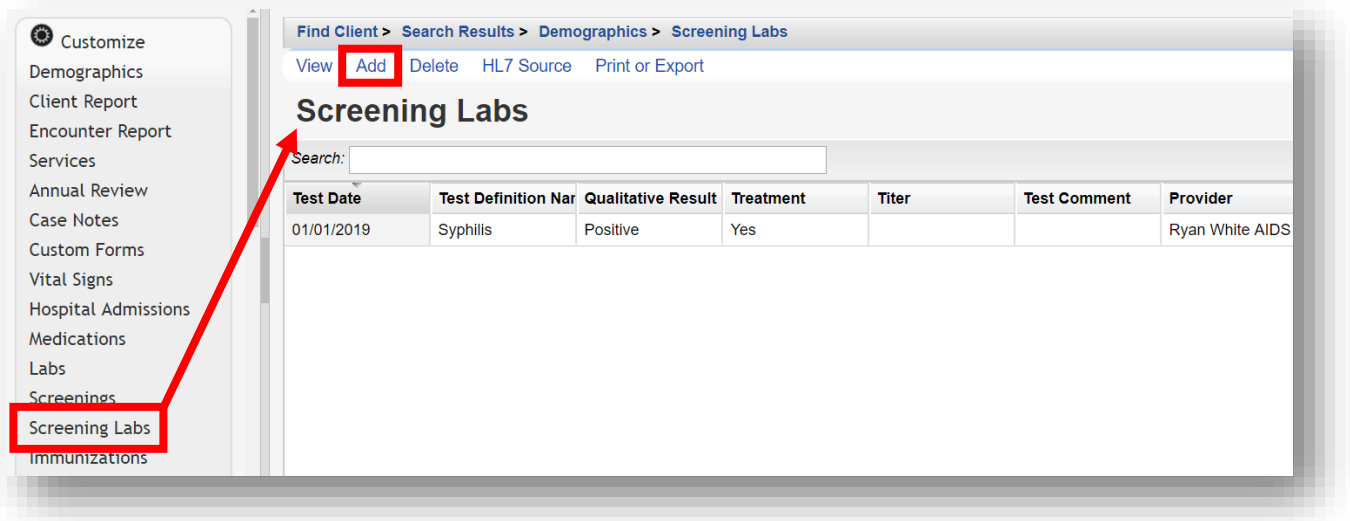 Customize
Demographics
Client Report
Encounter Report
Services
Annual Review
Case Notes
Custom Forms
Vital Signs
Hospital Admissions
Medications
Labs
Screenings
Screening Labs
Immunizations
Find Client > Search Results > Demographics > Screening Labs
View Add Delete HL7 Source Print or Export
Screening Labs
Search:
Test Date Test Definition Nar Qualitative Result Treatment Titer Test Comment Provider
01/01/2019 Syphilis Positive Yes Ryan White AIDS